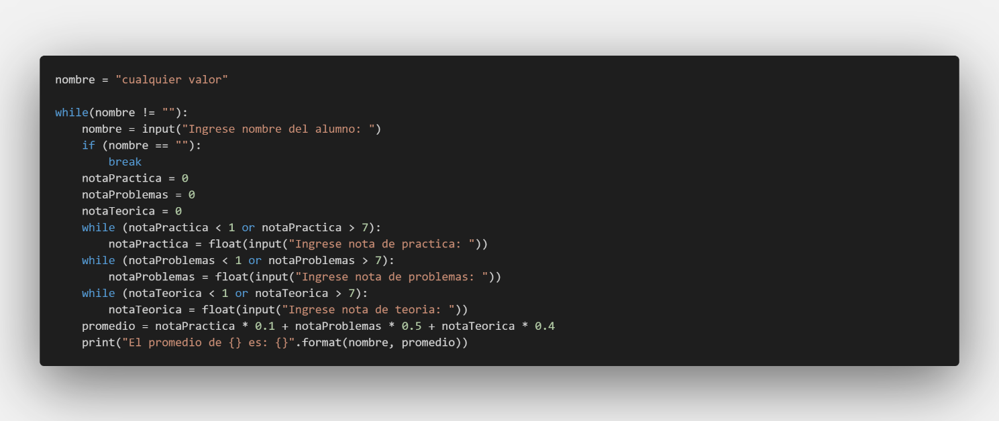 nombre = "cualquier valor"

while(nombre != ""):
    nombre = input("Ingrese nombre del alumno: ")
    if (nombre == ""):
        break
    notaPractica = 0
    notaProblemas = 0
    notaTeorica = 0
    while (notaPractica < 1 or notaPractica > 7):
        notaPractica = float(input("Ingrese nota de practica: "))
    while (notaProblemas < 1 or notaProblemas > 7):
        notaProblemas = float(input("Ingrese nota de problemas: "))
    while (notaTeorica < 1 or notaTeorica > 7):
        notaTeorica = float(input("Ingrese nota de teoria: "))
    promedio = notaPractica * 0.1 + notaProblemas * 0.5 + notaTeorica * 0.4
    print("El promedio de {} es: {}".format(nombre, promedio))